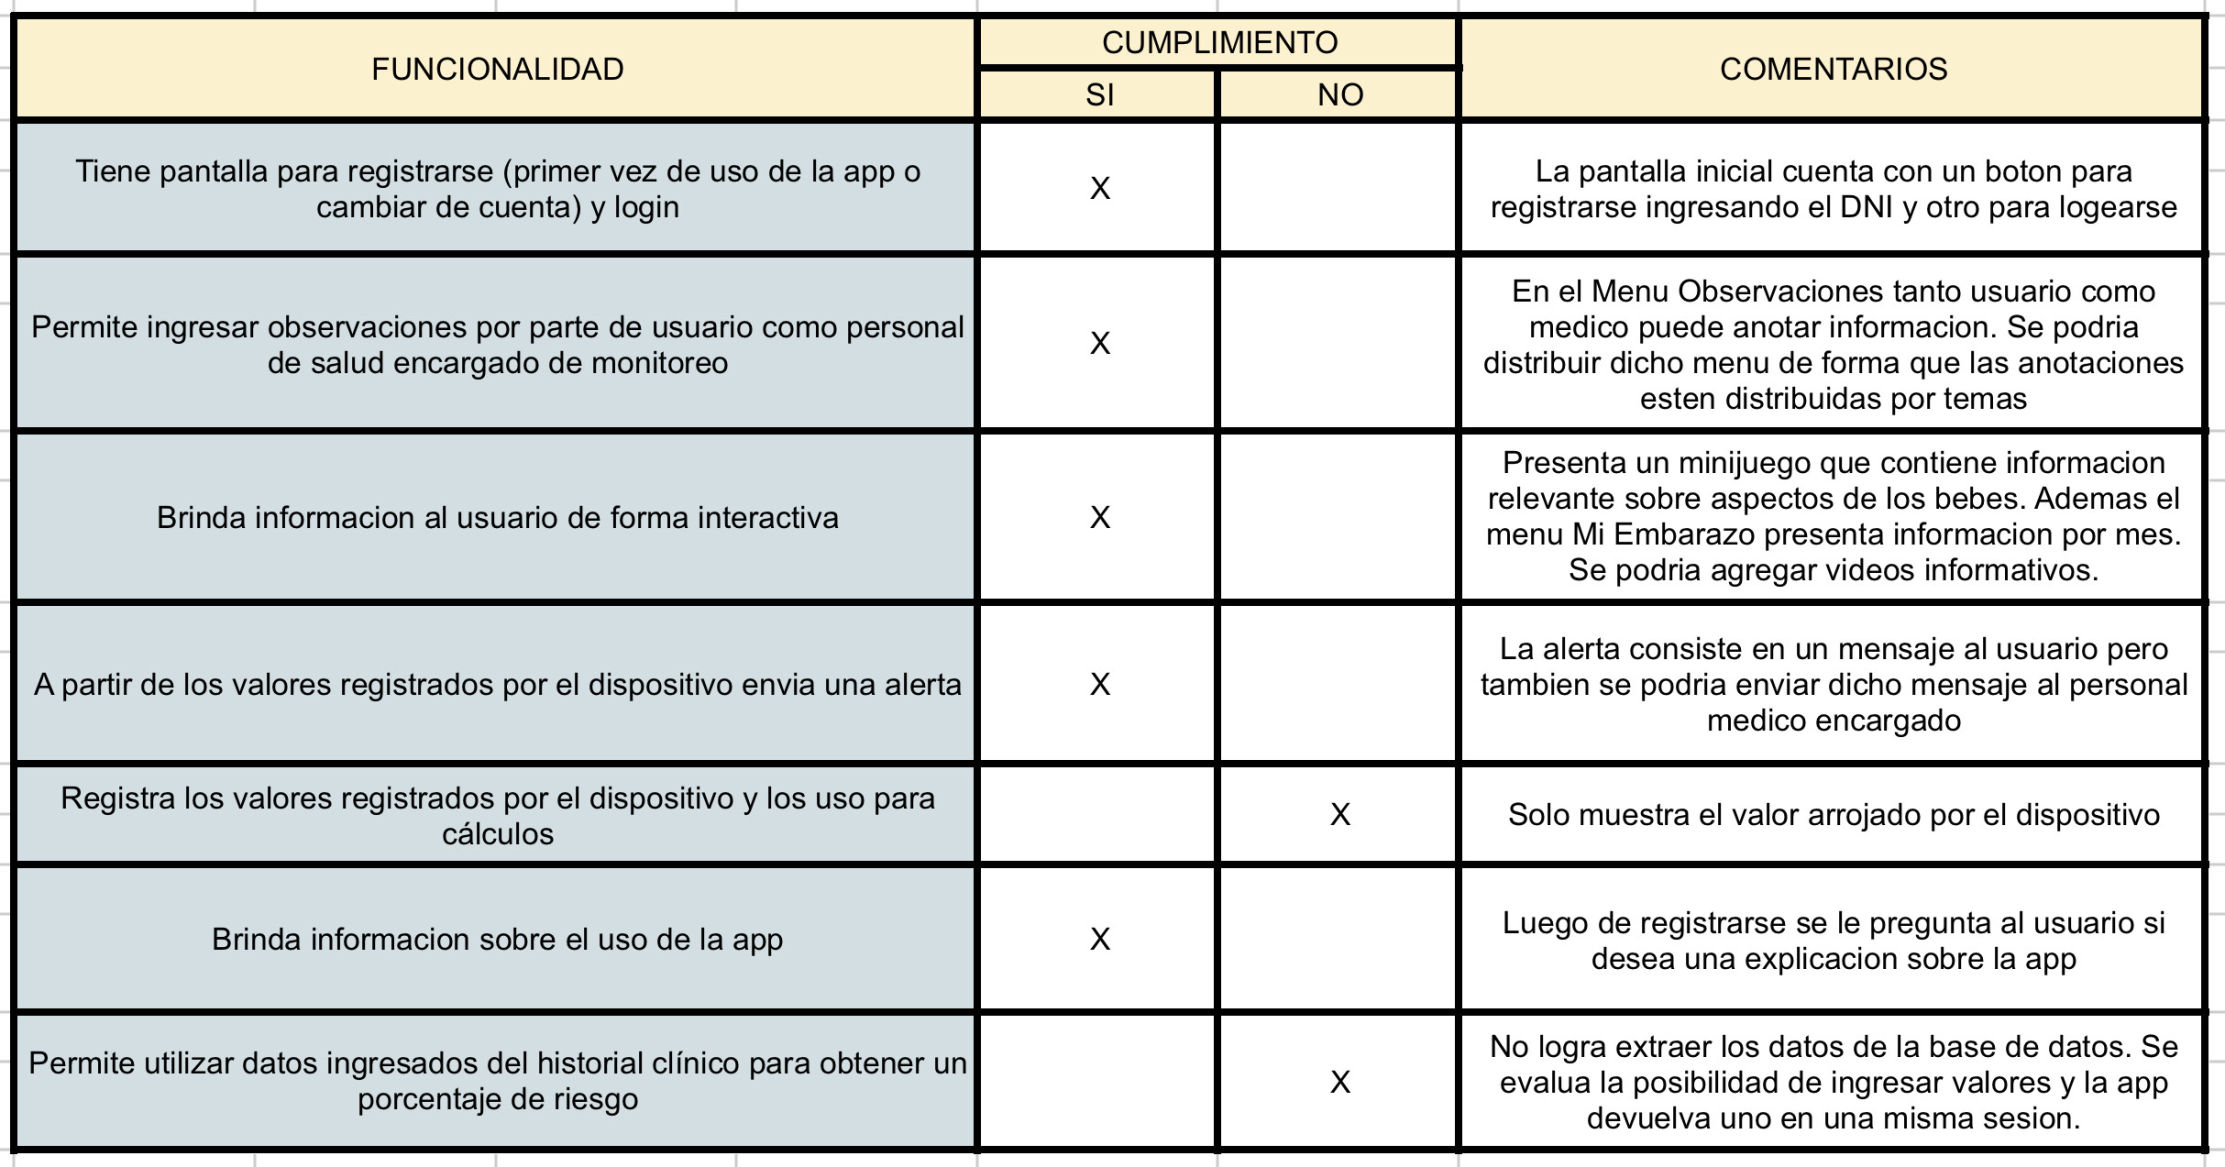 FUNCIONALIDAD
CUMPLIMIENTO
COMENTARIOS
SI
NO
Tiene pantalla para registrarse (primer vez de uso de la app o
cambiar de cuenta) y login
X
La pantalla inicial cuenta con un boton para
registrarse ingresando el DNI y otro para logearse
Permite ingresar observaciones por parte de usuario como personal
de salud encargado de monitoreo
X
En el Menu Observaciones tanto usuario como
medico puede anotar informacion. Se podria
distribuir dicho menu de forma que las anotaciones
esten distribuidas por temas
Brinda informacion al usuario de forma interactiva
X
Presenta un minijuego que contiene informacion
relevante sobre aspectos de los bebes. Ademas el
menu Mi Embarazo presenta informacion por mes.
Se podria agregar videos informativos.
A partir de los valores registrados por el dispositivo envia una alerta
X
La alerta consiste en un mensaje al usuario pero
tambien se podria enviar dicho mensaje al personal
medico encargado
Registra los valores registrados por el dispositivo y los uso para
cálculos
X
Solo muestra el valor arrojado por el dispositivo
Brinda informacion sobre el uso de la app
X
Luego de registrarse se le pregunta al usuario si
desea una explicacion sobre la app
Permite utilizar datos ingresados del historial clínico para obtener un
porcentaje de riesgo
X
No logra extraer los datos de la base de datos. Se
evalua la posibilidad de ingresar valores y la app
devuelva uno en una misma sesion.